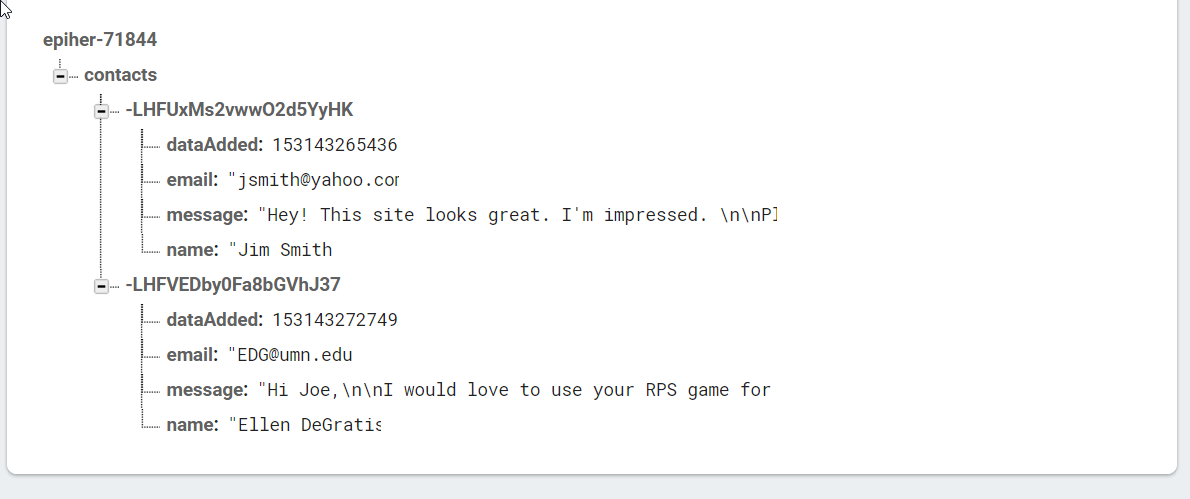 epiher-71844
contacts
-LHFUxMs2vwwO2d5YyHK
dataAdded: 153143265436
email: "jsmith@yahoo.com
message: "Hey! This site looks great. I'm impressed. \n\nPl
name: "Jim Smith
-LHFVEDby0Fa8bGVhJ37
dataAdded: 153143272749
email: "EDG@umn.edu
message: "Hi Joe,\n\nI would love to use your RPS game for
name: "Ellen DeGratis